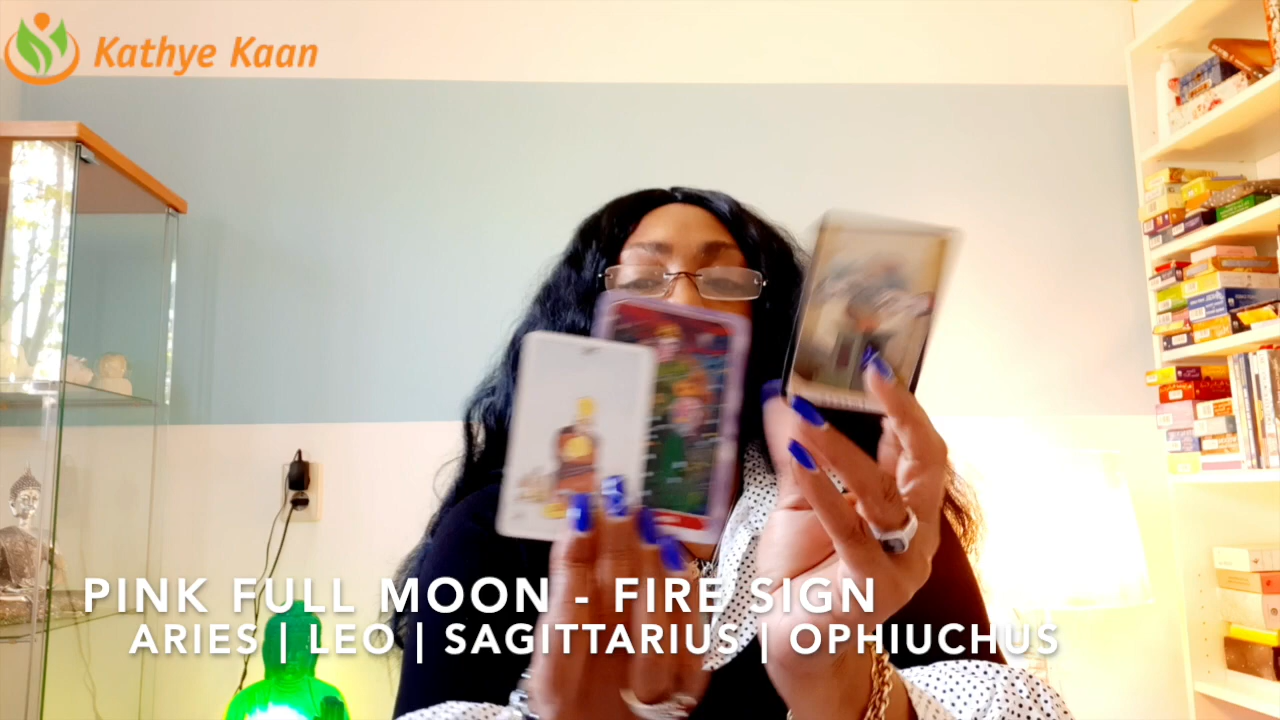 Kathye Kaan
PINK FULL MOON - FIRE SIGN
ARIES | LEO | SAGITTARIUS | OPHIUCHUS